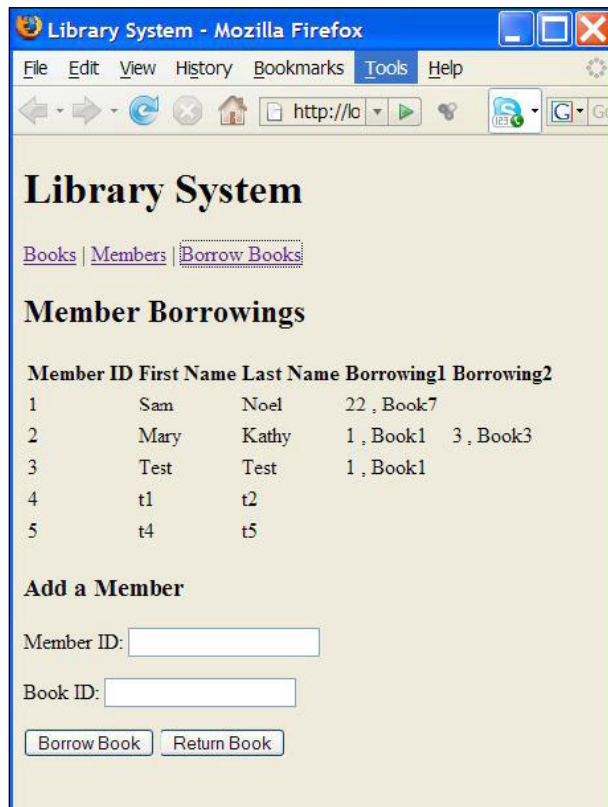 Library System - Mozilla Firefox
File Edit View History Bookmarks Tools Help
http://lo G
Library System
Books | Members | Borrow Books
Member Borrowings
Member ID First Name Last Name Borrowing1 Borrowing2
1 Sam Noel 22 , Book7
2 Mary Kathy 1 , Book1 3 , Book3
3 Test Test 1 , Book1
4 t1 t2
5 t4 t5
Add a Member
Member ID:
Book ID:
Borrow Book Return Book